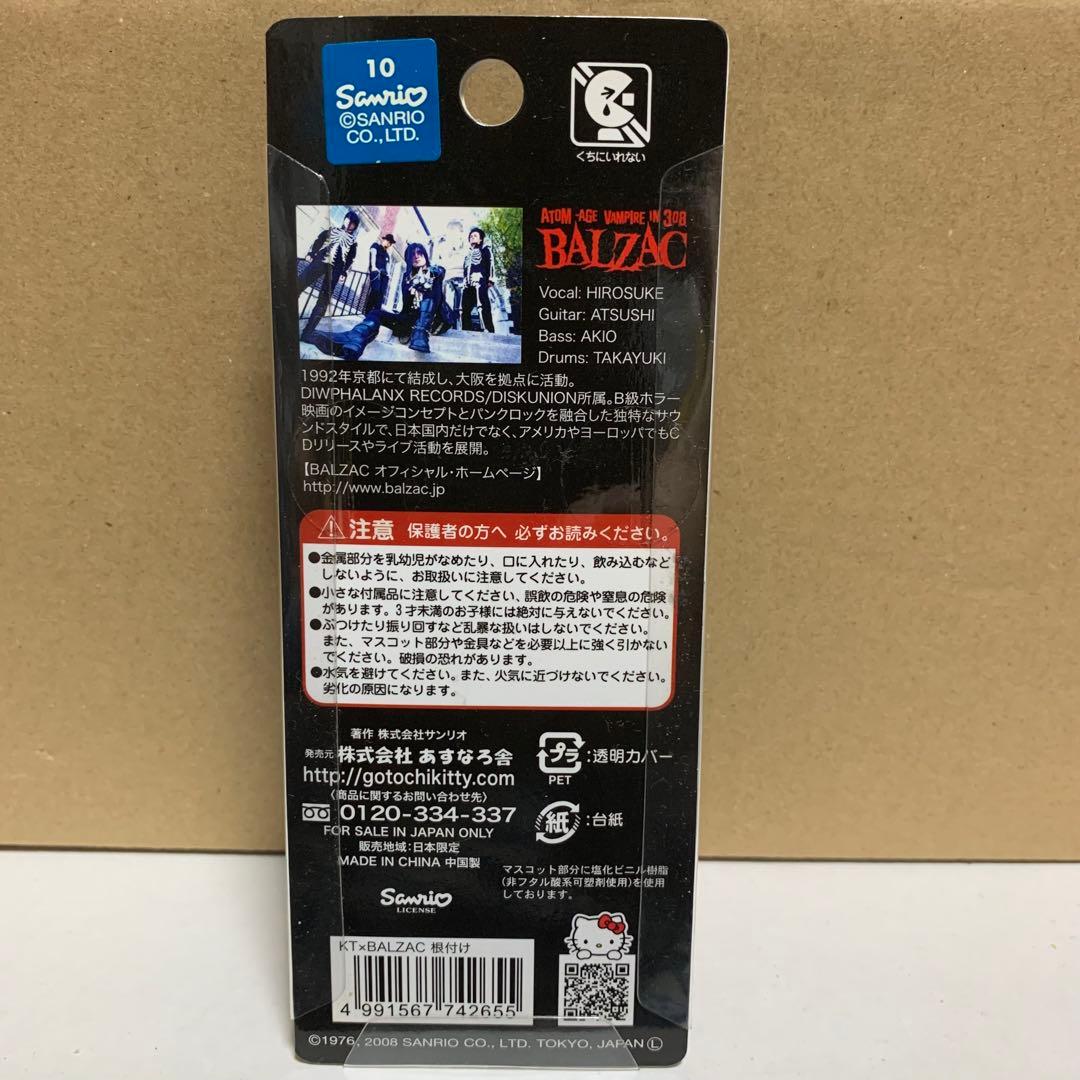 10
Sanrio
©SANRIO
CO.,LTD.
くちにいれない
ATOM-AGE VAMPIRE IN 308
BALZAC
Vocal: HIROSUKE
Guitar: ATSUSHI
Bass: AKIO
Drums: TAKAYUKI
1992年京都にて結成し、大阪を拠点に活動。
DIWPHALANX RECORDS/DISKUNION所属。B級ホラー
映画のイメージコンセプトとパンクロックを融合した独特なサウ
ンドスタイルで、日本国内だけでなく、アメリカやヨーロッパでもC
Dリリースやライブ活動を展開。
【BALZAC オフィシャル・ホームページ】
http://www.balzac.jp
注意 保護者の方へ 必ずお読みください。
●金属部分を乳幼児がなめたり、口に入れたり、飲み込むなど
しないように、お取扱いに注意してください。
●小さな付属品に注意してください、誤飲の危険や窒息の危険
があります。3才未満のお子様には絶対に与えないでください。
●ぶつけたり振り回すなど乱暴な扱いはしないでください。
また、マスコット部分や金具などを必要以上に強く引かない
でください。破損の恐れがあります。
●水気を避けてください。また、火気に近づけないでください。
劣化の原因になります。
著作 株式会社サンリオ
発売元 株式会社 あすなろ舎
http://gotochikitty.com
〈商品に関するお問い合わせ先〉
0120-334-337
FOR SALE IN JAPAN ONLY
販売地域:日本限定
MADE IN CHINA 中国製
プラ :透明カバー
PET
紙 :台紙
マスコット部分に塩化ビニル樹脂
(非フタル酸系可塑剤使用)を使用
しております。
Sanrio
LICENSE
KT×BALZAC 根付け
4 991567 742655
©1976, 2008 SANRIO CO., LTD. TOKYO, JAPAN Ⓛ